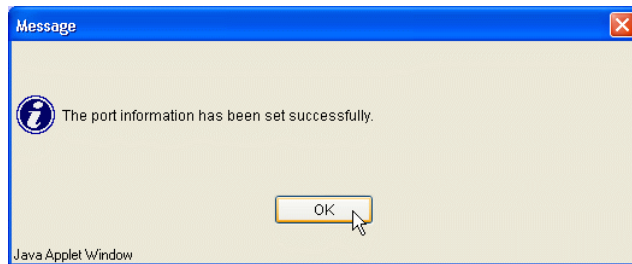 Message
The port information has been set successfully.
OK
Java Applet Window